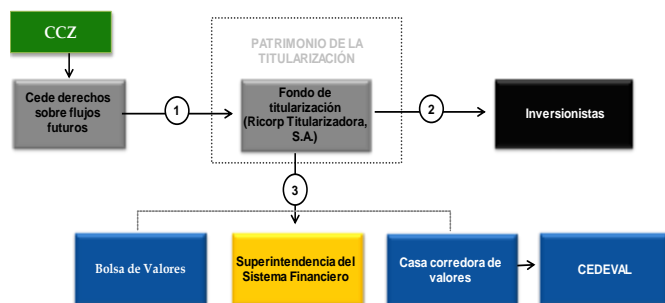 CCZ
PATRIMONIO DE LA
TITULARIZACIÓN
Cede derechos
sobre flujos
futuros
1
Fondo de
titularización
(Ricorp Titularizadora,
S.A.)
2
Inversionistas
3
Bolsa de Valores
Superintendencia del
Sistema Financiero
Casa corredora de
valores
CEDEVAL